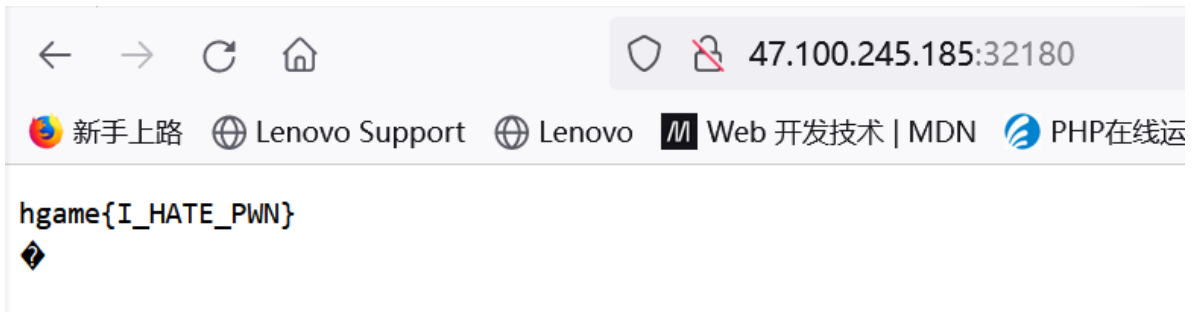 47.100.245.185:32180
新手上路 Lenovo Support Lenovo Web 开发技术 | MDN PHP在线运
hgame{I_HATE_PWN}
�